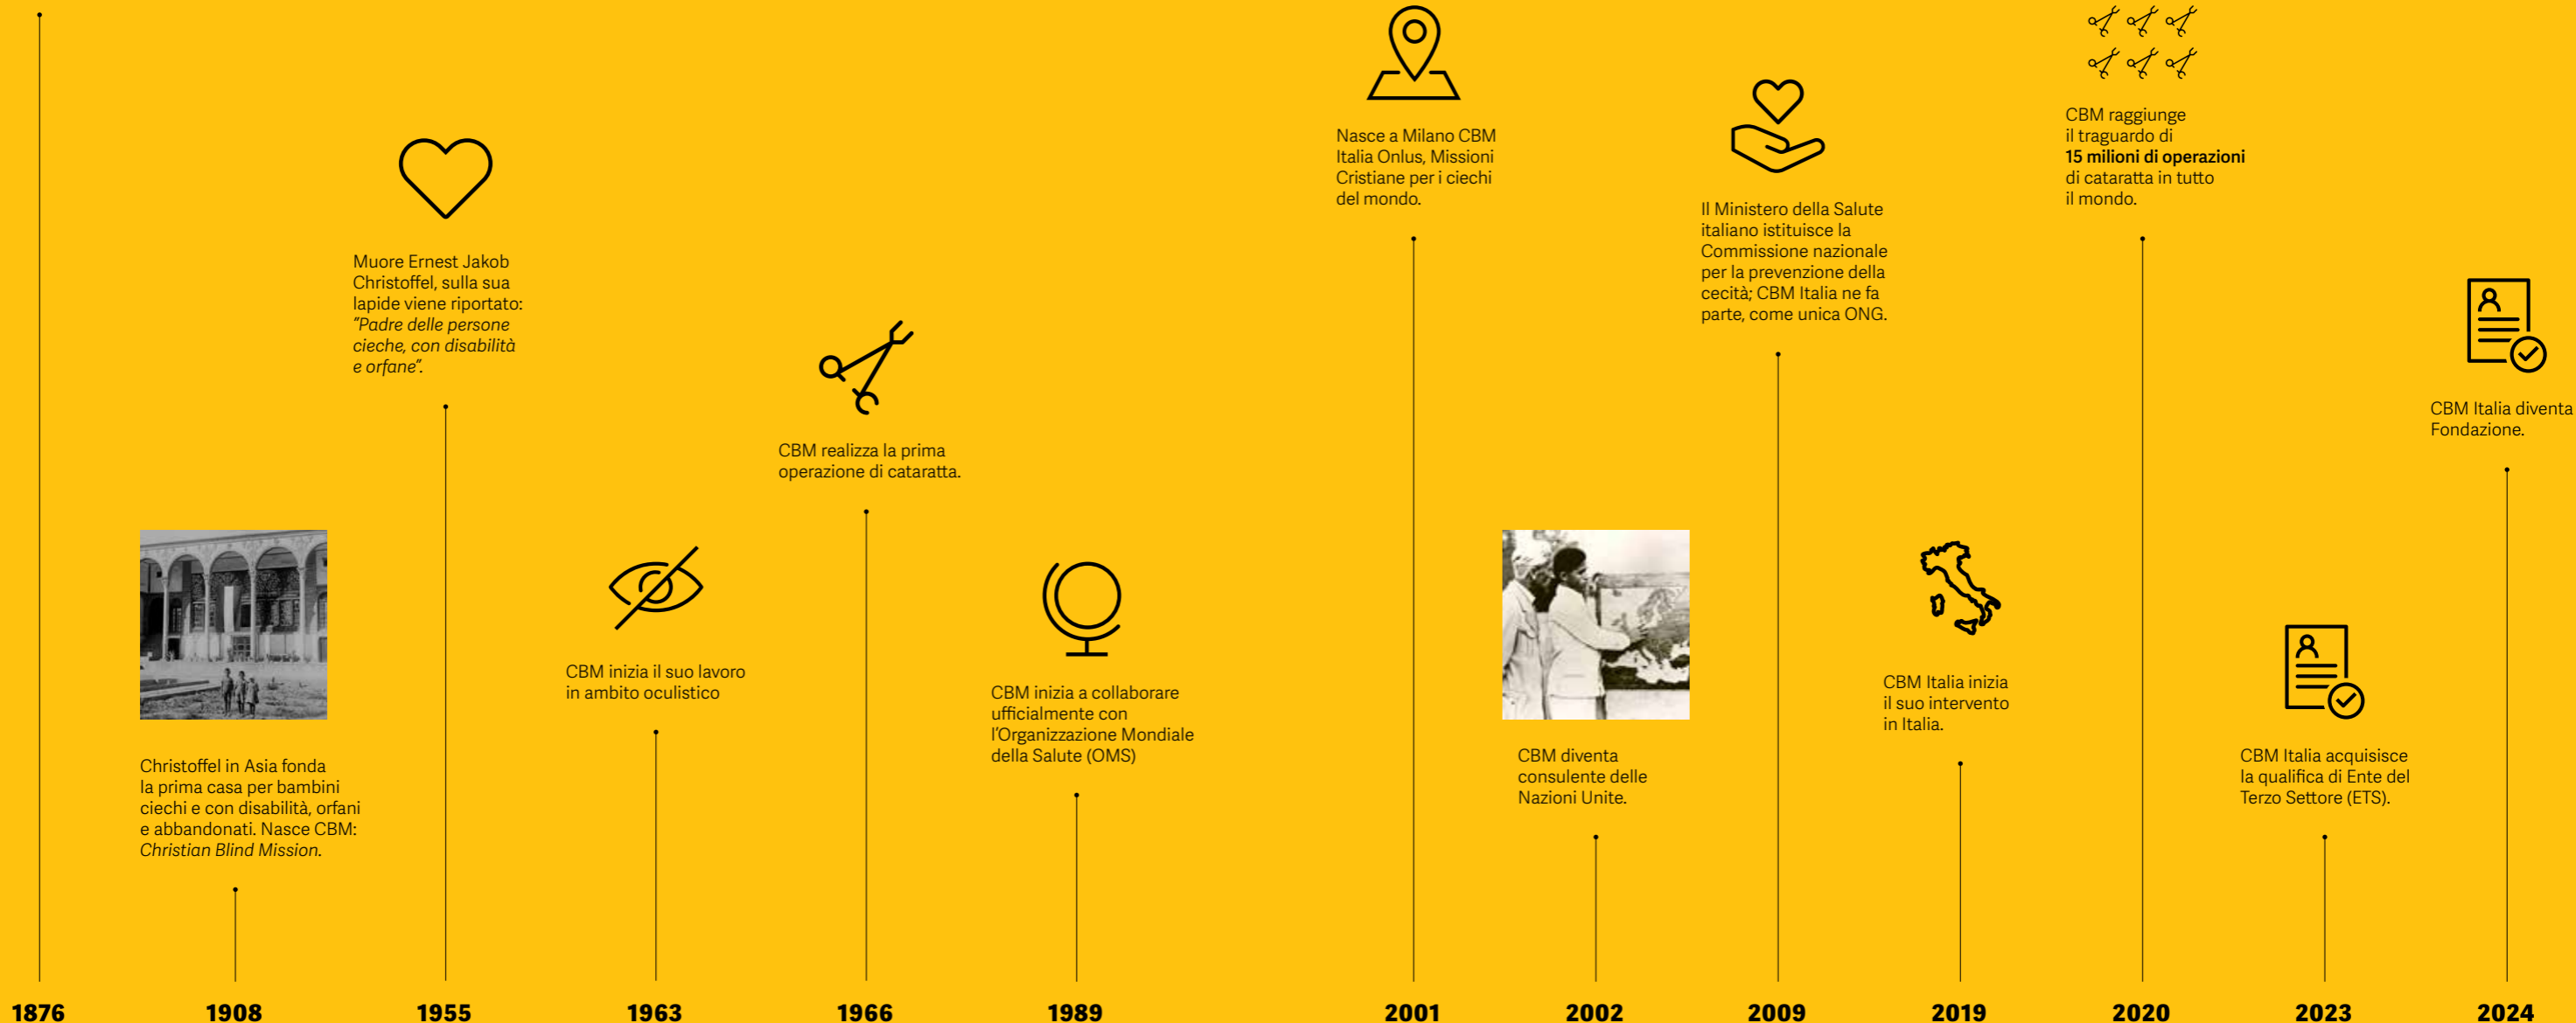 Nasce a Milano CBM
Italia Onlus, Missioni
Cristiane per i ciechi
del mondo.
CBM raggiunge
il traguardo di
15 milioni di operazioni
di cataratta in tutto
il mondo.
Il Ministero della Salute
italiano istituisce la
Commissione nazionale
per la prevenzione della
cecità; CBM Italia ne fa
parte, come unica ONG.
Muore Ernest Jakob
Christoffel, sulla sua
lapide viene riportato:
"Padre delle persone
cieche, con disabilità
e orfane".
CBM Italia diventa
Fondazione.
CBM realizza la prima
operazione di cataratta.
CBM inizia il suo lavoro
in ambito oculistico
CBM inizia a collaborare
ufficialmente con
l'Organizzazione Mondiale
della Salute (OMS)
CBM Italia inizia
il suo intervento
in Italia.
Christoffel in Asia fonda
la prima casa per bambini
ciechi e con disabilità, orfani
e abbandonati. Nasce CBM:
Christian Blind Mission.
CBM diventa
consulente delle
Nazioni Unite.
CBM Italia acquisisce
la qualifica di Ente del
Terzo Settore (ETS).
1876 1908 1955 1963 1966 1989 2001 2002 2009 2019 2020 2023 2024